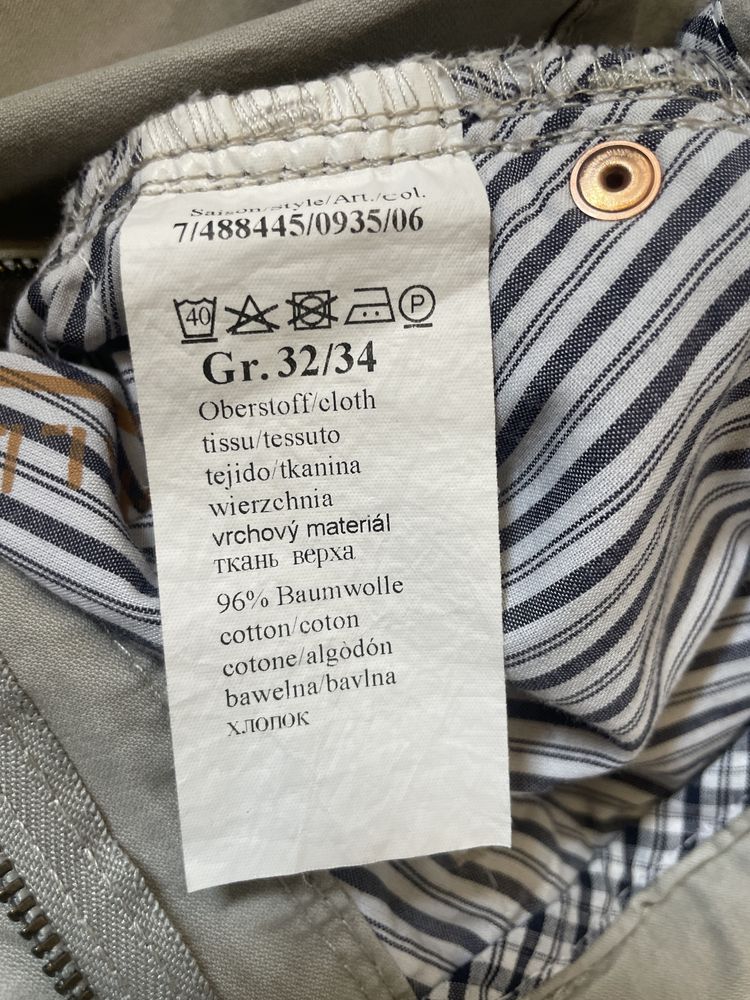 Saison/style/Art./Col.
7/488445/0935/06
40 P
Gr. 32/34
Oberstoff/cloth
tissu/tessuto
tejido/tkanina
wierzchnia
vrchový materiál
ткань верха
96% Baumwolle
cotton/coton
cotone/algòdón
bawelna/bavlna
хлопок